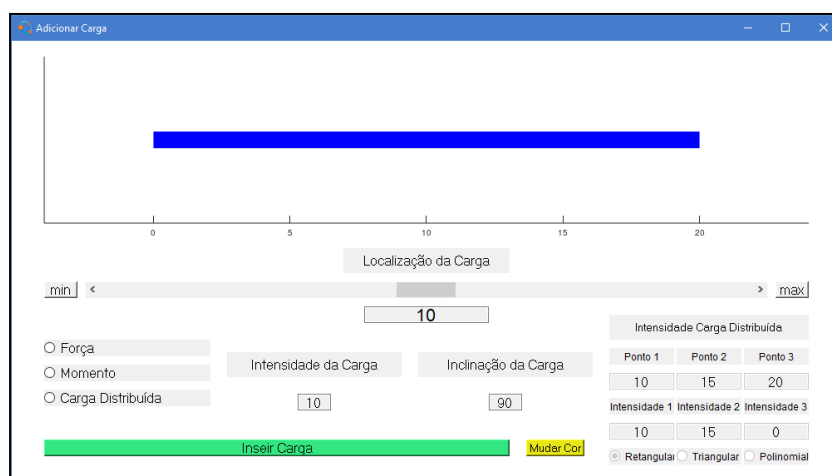 Adicionar Carga
0 5 10 15 20
Localização da Carga
min < > max
10
Intensidade Carga Distribuída
Força
Momento
Carga Distribuída
Intensidade da Carga
10
Inclinação da Carga
90
Ponto 1 Ponto 2 Ponto 3
10 15 20
Intensidade 1 Intensidade 2 Intensidade 3
10 15 0
Retangular Triangular Polinomial
Inseir Carga
Mudar Cor